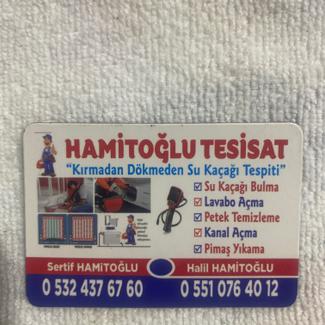 HAMİTOĞLU TESİSAT
"Kırmadan Dökmeden Su Kaçağı Tespiti"
Su Kaçağı Bulma
Lavabo Açma
Petek Temizleme
Kanal Açma
Pimaş Yıkama
Sertif HAMİTOĞLU
0 532 437 67 60
Halil HAMİTOĞLU
0 551 076 40 12